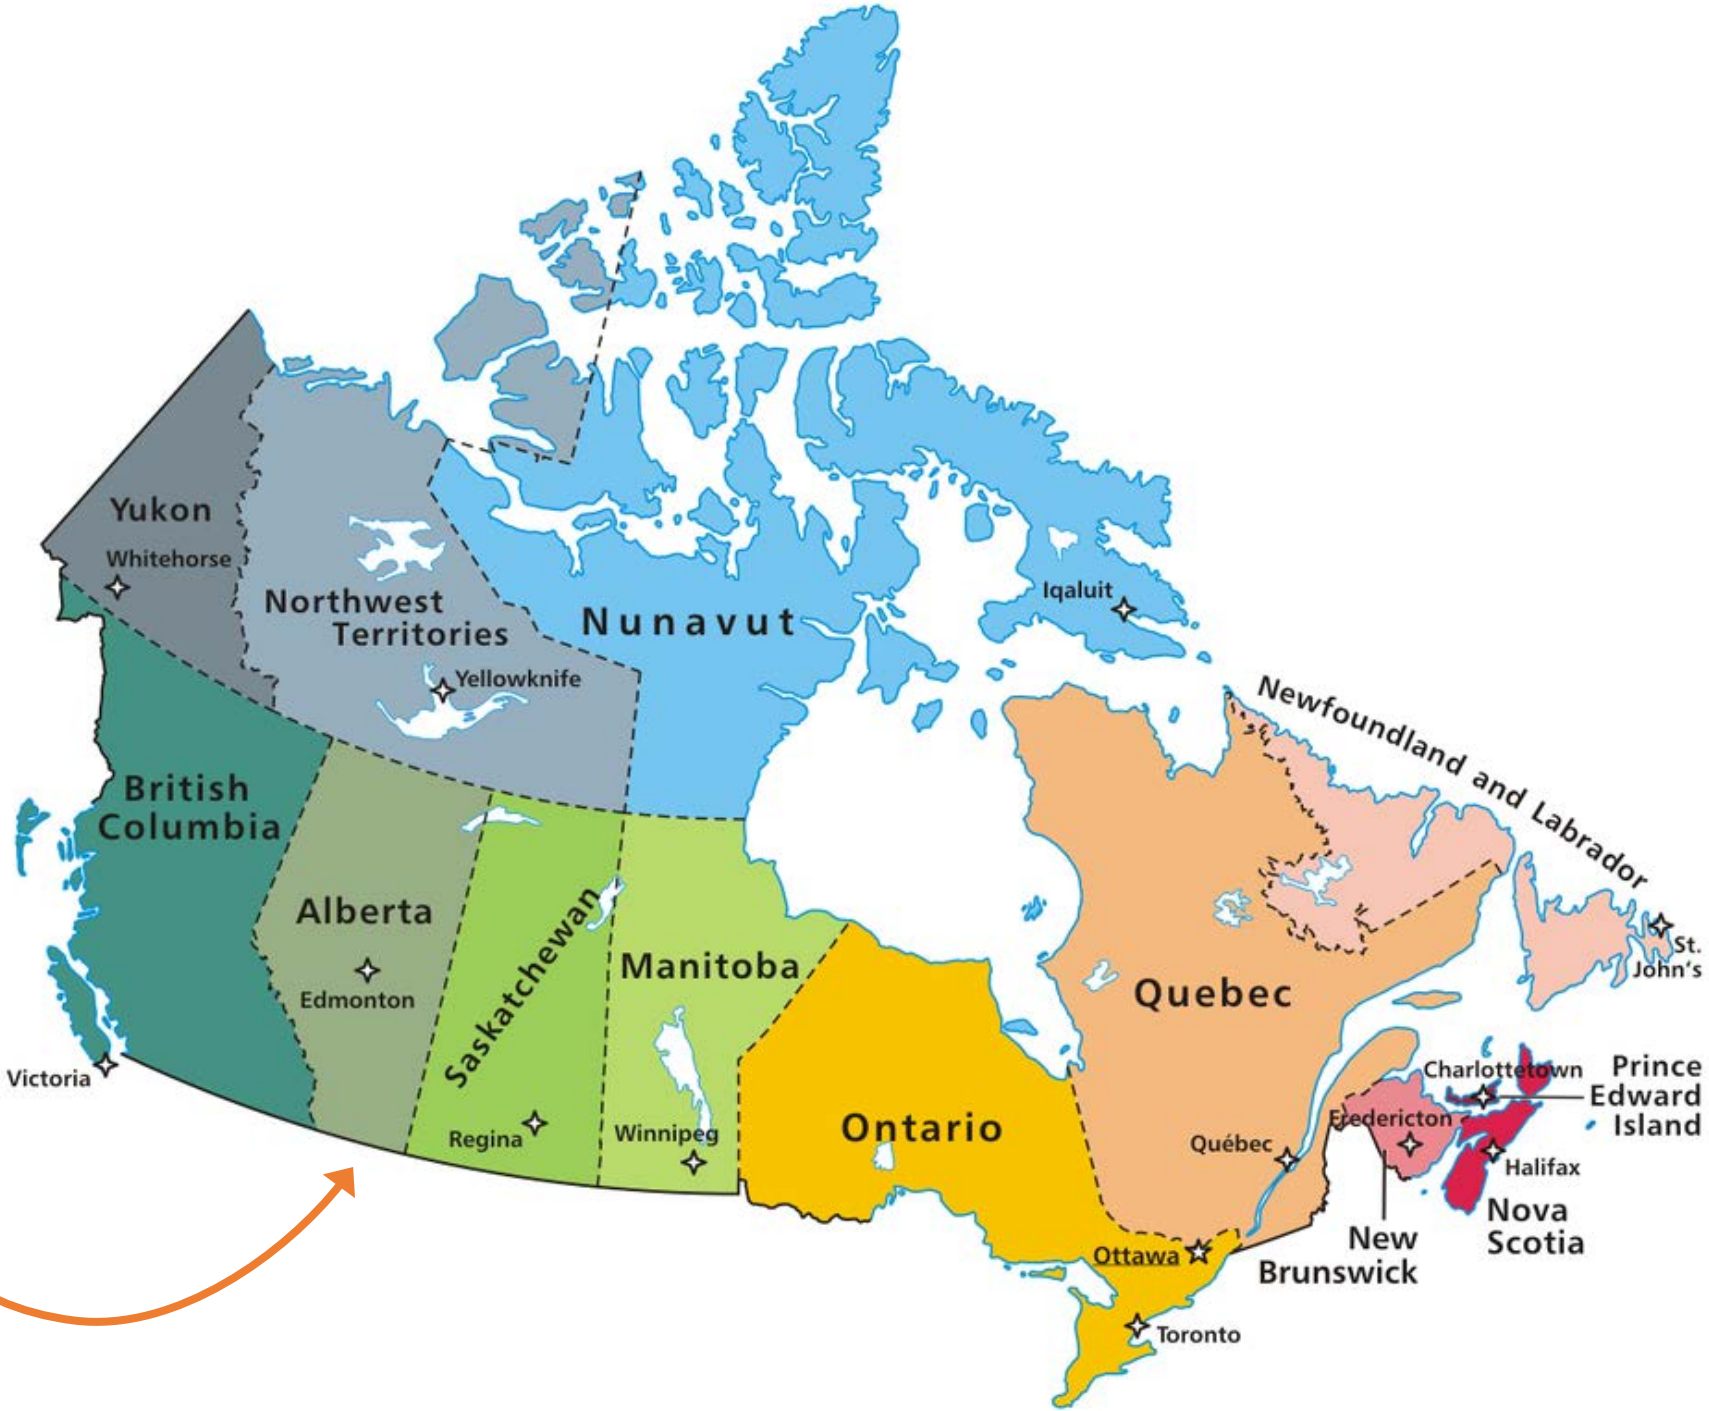 Yukon
Whitehorse
Northwest
Territories
Yellowknife
Nunavut
Iqaluit
British
Columbia
Victoria
Alberta
Edmonton
Saskatchewan
Regina
Manitoba
Winnipeg
Ontario
Ottawa
Toronto
Quebec
Québec
Newfoundland and Labrador
St.
John's
Charlottetown
Prince
Edward
Island
Fredericton
New
Brunswick
Halifax
Nova
Scotia